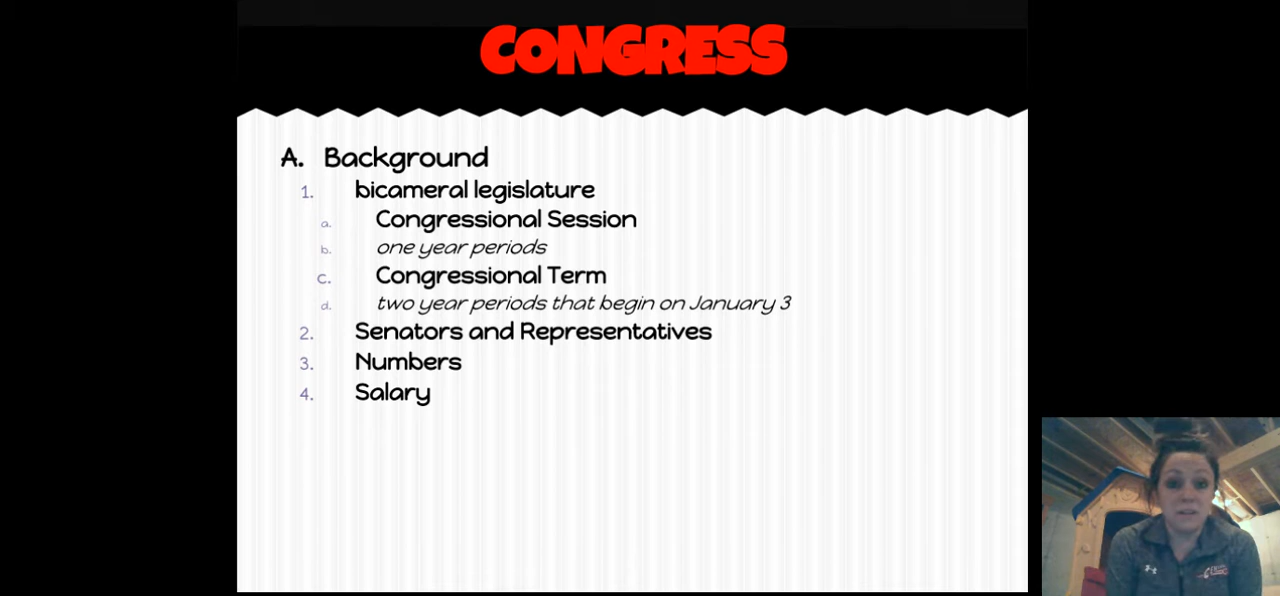 CONGRESS
A. Background
1. bicameral legislature
a. Congressional Session
b. one year periods
c. Congressional Term
d. two year periods that begin on January 3
2. Senators and Representatives
3. Numbers
4. Salary